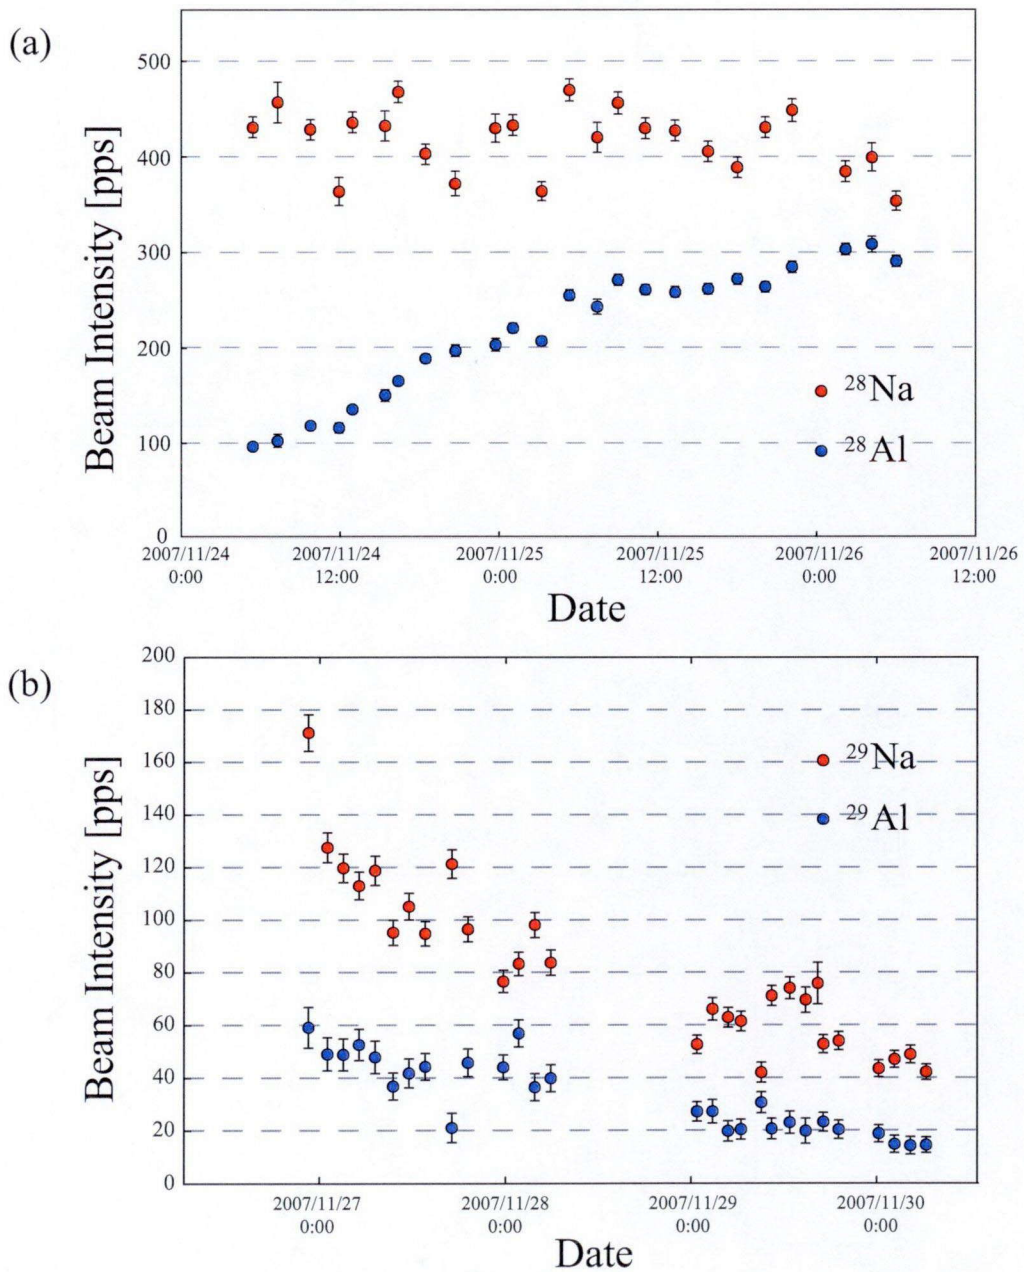 (a)
Beam Intensity [pps]
500
400
300
200
100
0
²⁸Na
²⁸Al
2007/11/24 2007/11/24 2007/11/25 2007/11/25 2007/11/26 2007/11/26
0:00 12:00 0:00 12:00 0:00 12:00
Date
(b)
Beam Intensity [pps]
200
180
160
140
120
100
80
60
40
20
0
²⁹Na
²⁹Al
2007/11/27 2007/11/28 2007/11/29 2007/11/30
0:00 0:00 0:00 0:00
Date